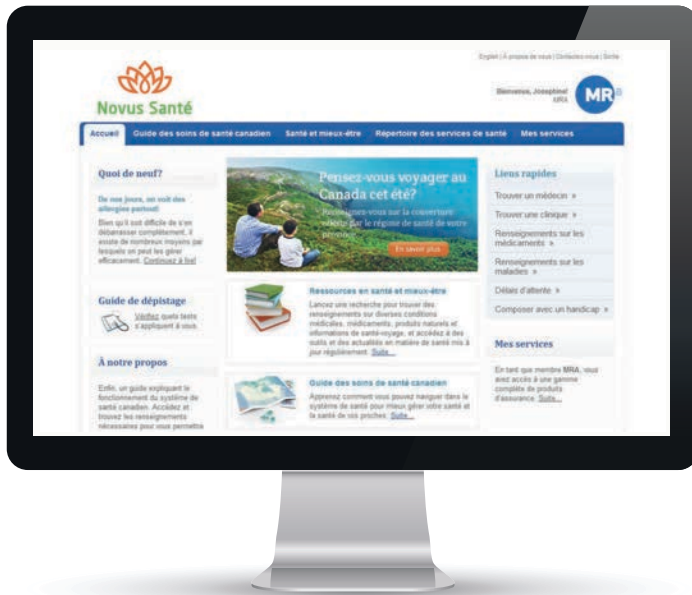 English | À propos de nous | Contactez-nous | Sortie
Novus Santé
Bienvenue, Josephine!
MRA
MR
Accueil
Guide des soins de santé canadien
Santé et mieux-être
Répertoire des services de santé
Mes services
Quoi de neuf?
De nos jours, on voit des
allergies partout!
Bien qu'il soit difficile de s'en
débarrasser complètement, il
existe de nombreux moyens par
lesquels on peut les gérer
efficacement. Continuez à lire!
Guide de dépistage
Vérifiez quels tests
s'appliquent à vous.
À notre propos
Enfin, un guide expliquant le
fonctionnement du système de
santé canadien. Accédez et
trouvez les renseignements
nécessaires pour vous permettre
Pensez-vous voyager au
Canada cet été?
Renseignez-vous sur la couverture
offerte par le régime de santé de votre
province.
En savoir plus
Ressources en santé et mieux-être
Lancez une recherche pour trouver des
renseignements sur diverses conditions
médicales, médicaments, produits naturels et
informations de santé-voyage, et accédez à des
outils et des actualités en matière de santé mis à
jour régulièrement. Suite...
Guide des soins de santé canadien
Apprenez comment vous pouvez naviguer dans le
système de santé pour mieux gérer votre santé et
la santé de vos proches. Suite...
Liens rapides
Trouver un médecin »
Trouver une clinique »
Renseignements sur les
médicaments »
Renseignements sur les
maladies »
Délais d'attente »
Composer avec un handicap »
Mes services
En tant que membre MRA, vous
avez accès à une gamme
complète de produits
d'assurance. Suite...